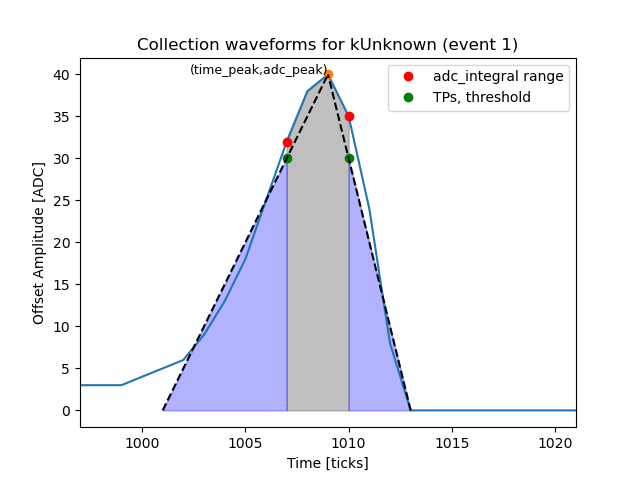 Collection waveforms for kUnknown (event 1)
(time_peak,adc_peak)
adc_integral range
TPs, threshold
Offset Amplitude [ADC]
40
35
30
25
20
15
10
5
0
1000 1005 1010 1015 1020
Time [ticks]